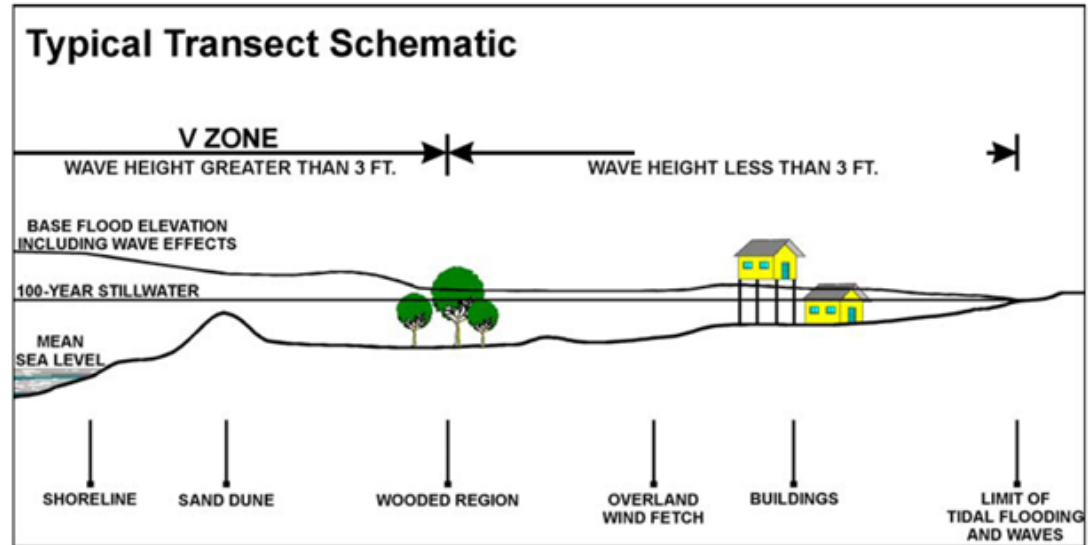 Typical Transect Schematic
V ZONE
WAVE HEIGHT GREATER THAN 3 FT.
WAVE HEIGHT LESS THAN 3 FT.
BASE FLOOD ELEVATION
INCLUDING WAVE EFFECTS
100-YEAR STILLWATER
MEAN
SEA LEVEL
SHORELINE
SAND DUNE
WOODED REGION
OVERLAND
WIND FETCH
BUILDINGS
LIMIT OF
TIDAL FLOODING
AND WAVES